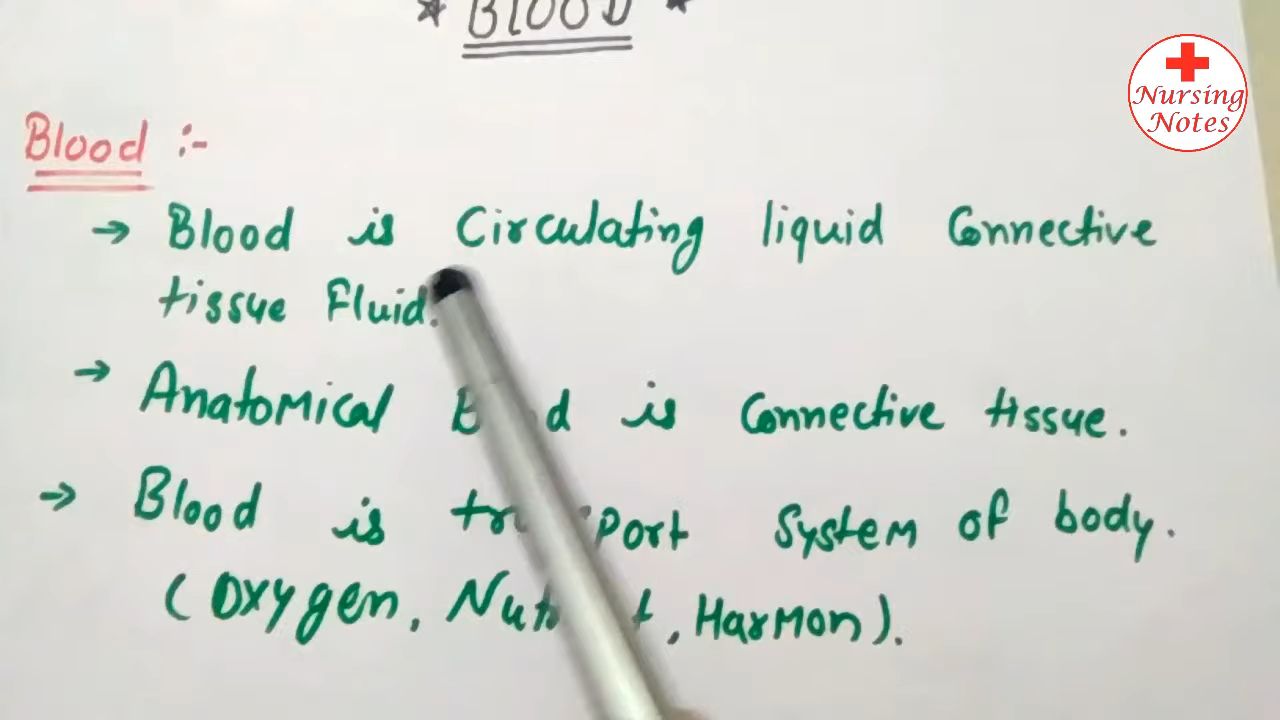 * BLOOD *
Nursing
Notes
Blood :-
→ Blood is Circulating liquid Connective
tissue Fluid.
→ Anatomical is Connective tissue.
→ Blood is system of body.
(Oxygen, , Harmon).